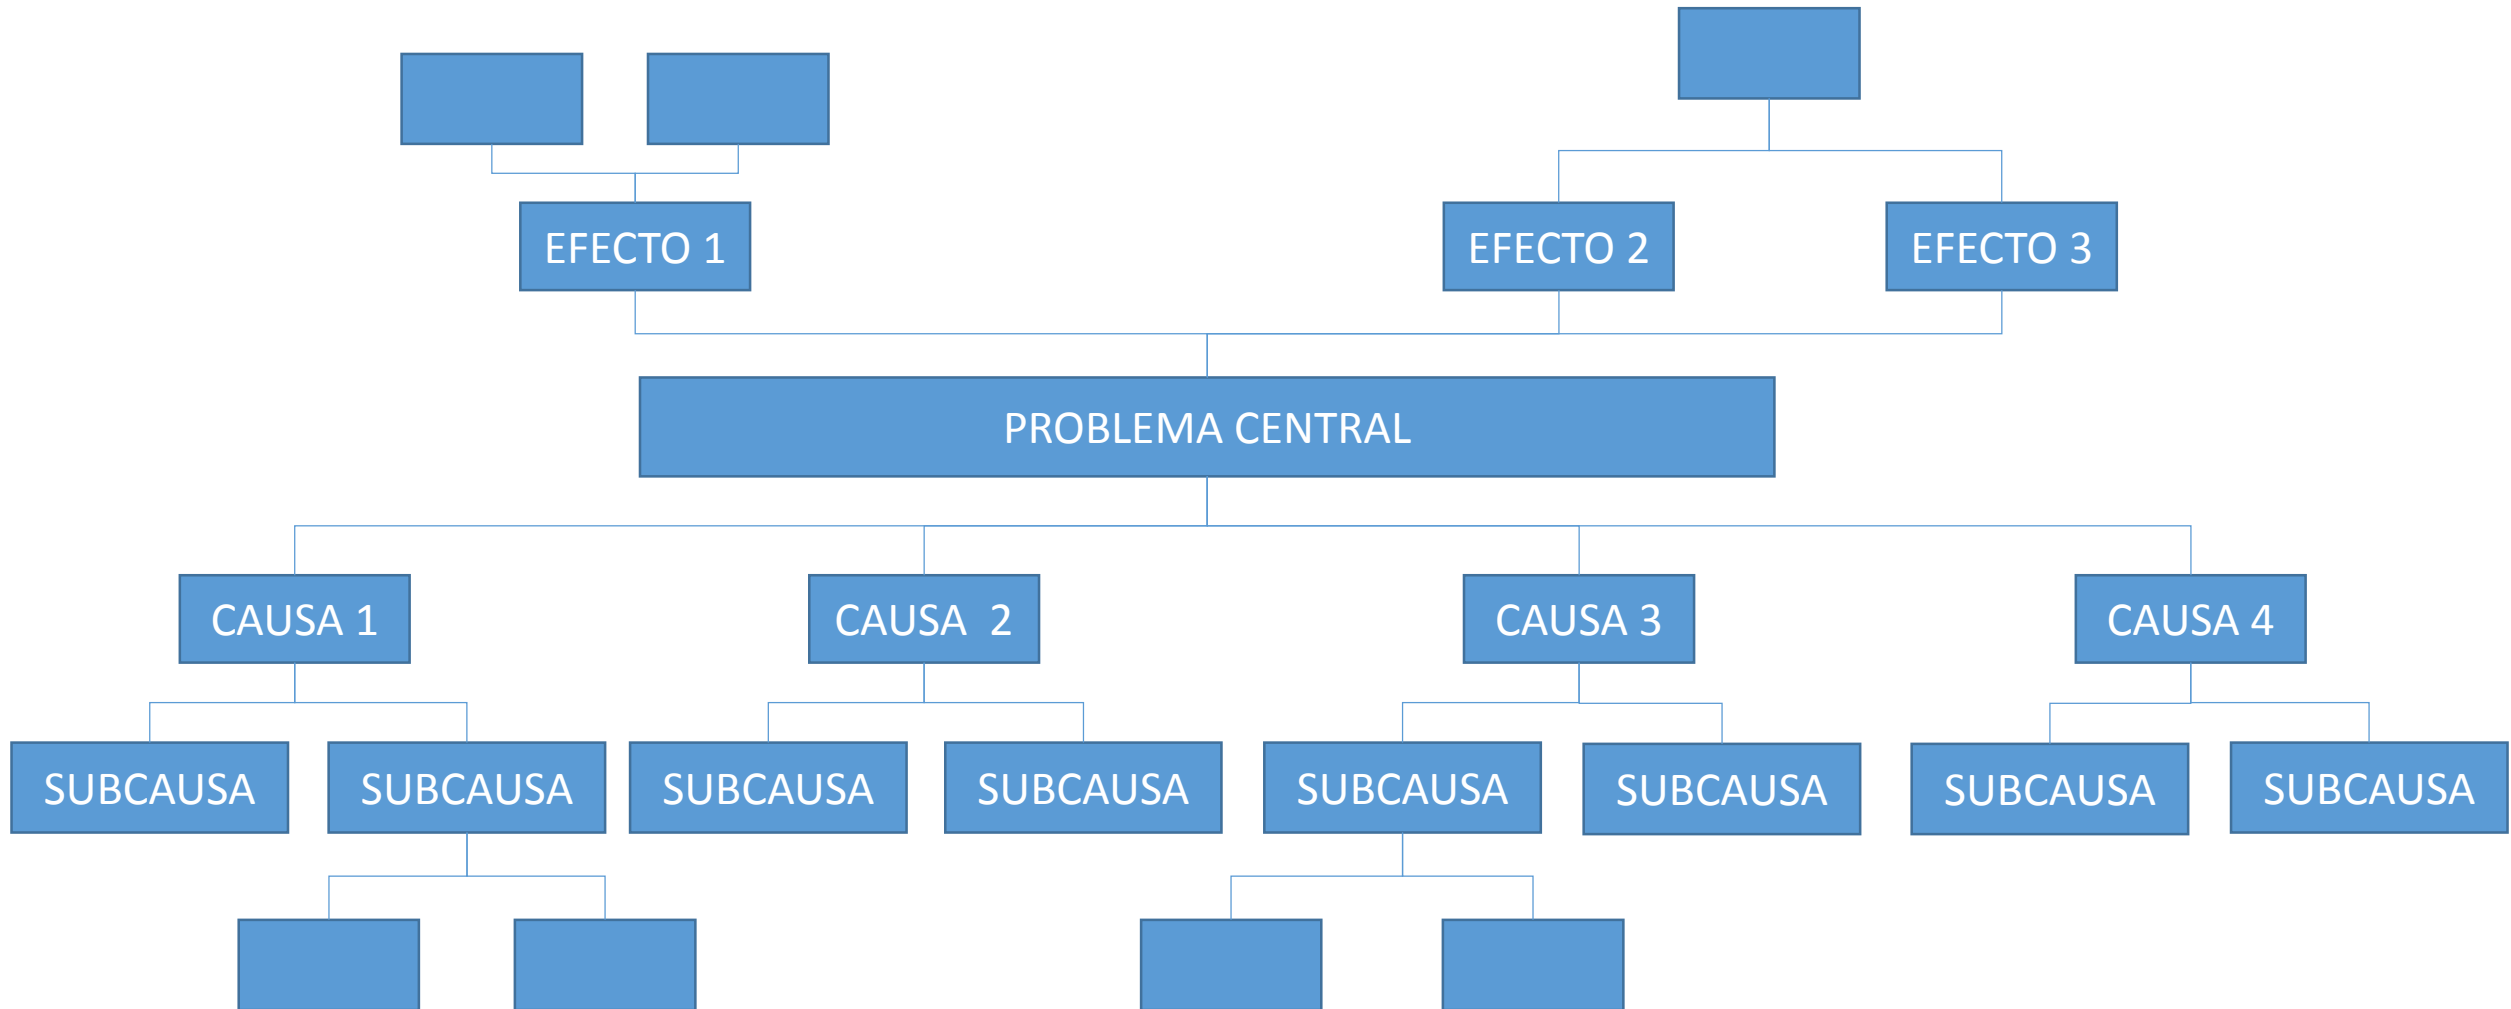 EFECTO 1
EFECTO 2
EFECTO 3
PROBLEMA CENTRAL
CAUSA 1
CAUSA  2
CAUSA 3
CAUSA 4
SUBCAUSA
SUBCAUSA
SUBCAUSA
SUBCAUSA
SUBCAUSA
SUBCAUSA
SUBCAUSA
SUBCAUSA